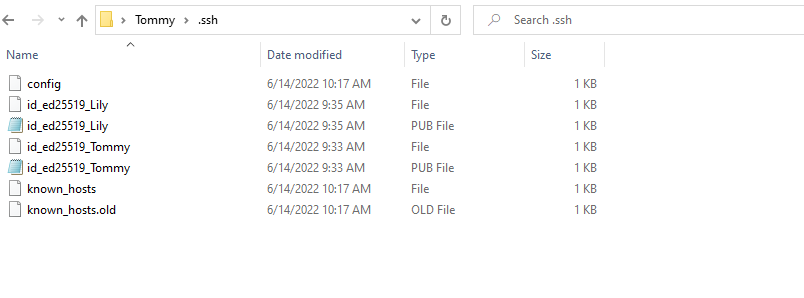 Tommy > .ssh
Search .ssh
Name Date modified Type Size
config 6/14/2022 10:17 AM File 1 KB
id_ed25519_Lily 6/14/2022 9:35 AM File 1 KB
id_ed25519_Lily 6/14/2022 9:35 AM PUB File 1 KB
id_ed25519_Tommy 6/14/2022 9:33 AM File 1 KB
id_ed25519_Tommy 6/14/2022 9:33 AM PUB File 1 KB
known_hosts 6/14/2022 10:17 AM File 1 KB
known_hosts.old 6/14/2022 10:17 AM OLD File 1 KB